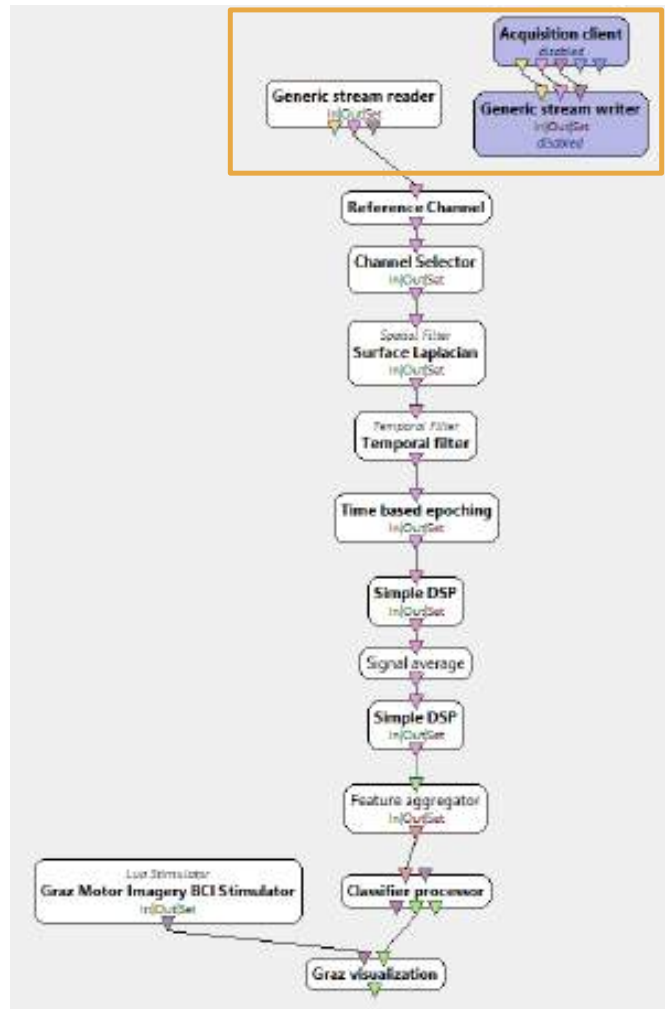 Acquisition client
disabled
Generic stream reader
In|Out|Set
Generic stream writer
In|Out|Set
disabled
Reference Channel
Channel Selector
In|Out|Set
Spatial Filter
Surface Laplacian
In|Out|Set
Temporal Filter
Temporal filter
Time based epoching
In|Out|Set
Simple DSP
In|Out|Set
Signal average
Simple DSP
In|Out|Set
Feature aggregator
In|Out|Set
Lua Stimulator
Graz Motor Imagery BCI Stimulator
In|Out|Set
Classifier processor
Graz visualization